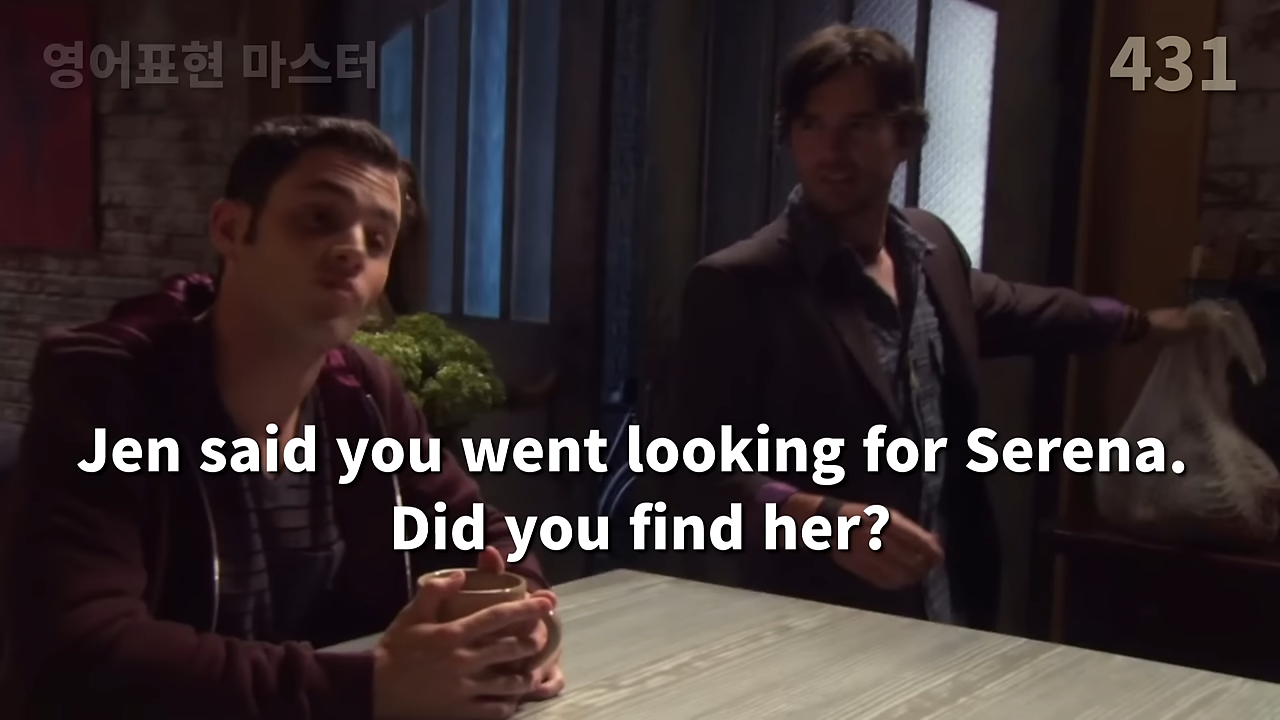 영어표현 마스터
431
Jen said you went looking for Serena.
Did you find her?